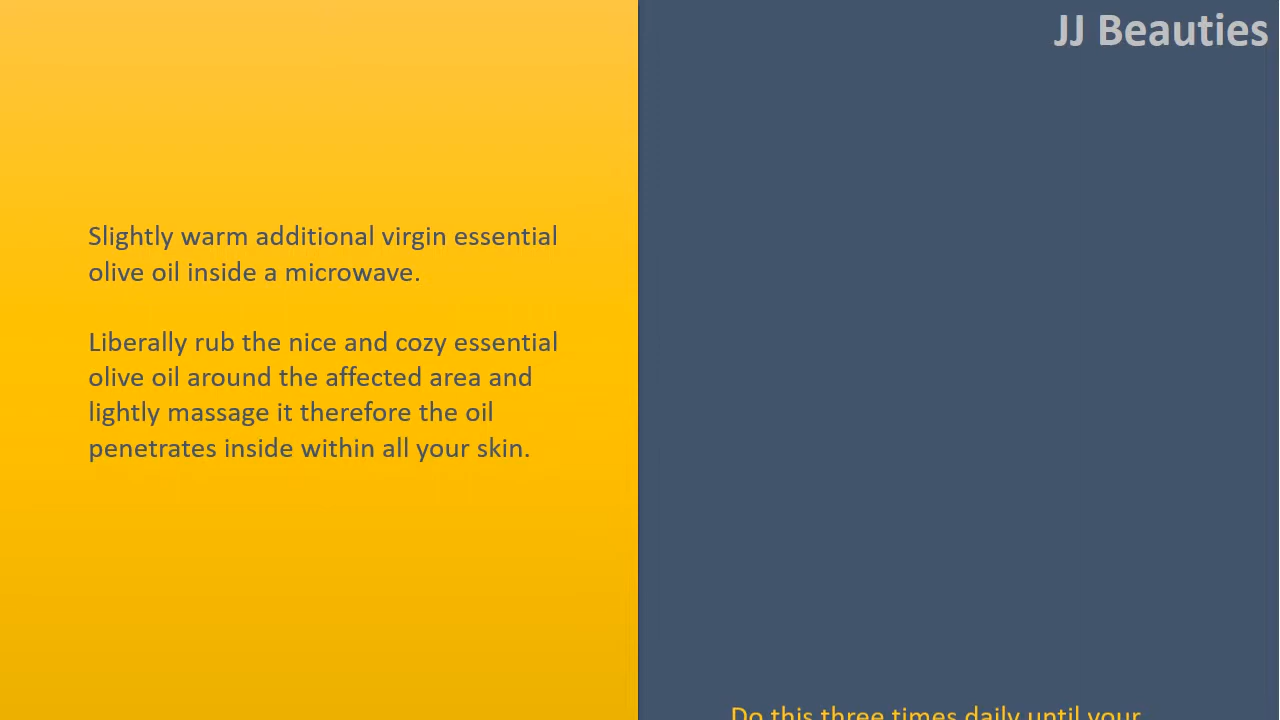 JJ Beauties
Slightly warm additional virgin essential
olive oil inside a microwave.
Liberally rub the nice and cozy essential
olive oil around the affected area and
lightly massage it therefore the oil
penetrates inside within all your skin.
Do this three times daily until your